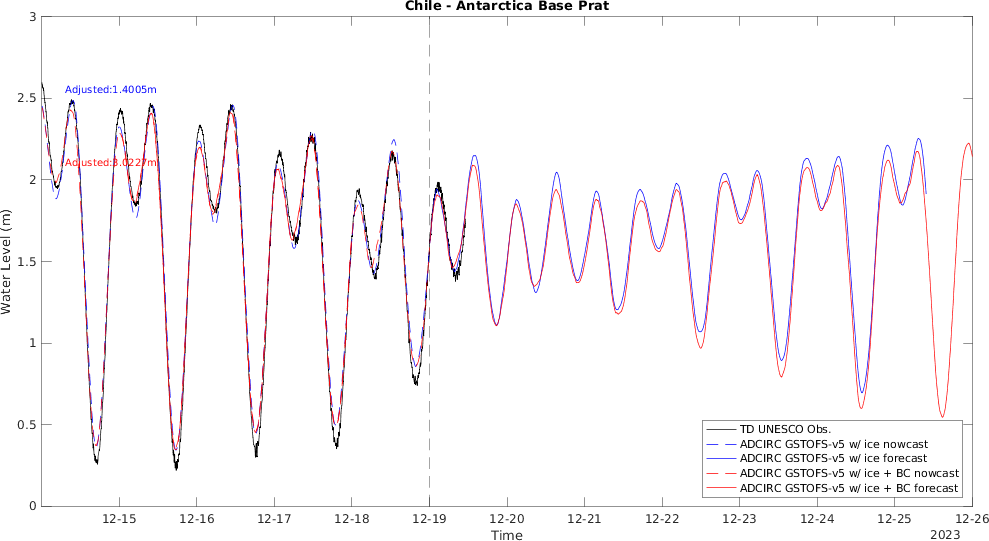 Chile - Antarctica Base Prat
3
2.5
2
1.5
1
0.5
0
Water Level (m)
Adjusted:1.4005m
Adjusted:3.0227m
TD UNESCO Obs.
ADCIRC GSTOFS-v5 w/ ice nowcast
ADCIRC GSTOFS-v5 w/ ice forecast
ADCIRC GSTOFS-v5 w/ ice + BC nowcast
ADCIRC GSTOFS-v5 w/ ice + BC forecast
12-15 12-16 12-17 12-18 12-19 12-20 12-21 12-22 12-23 12-24 12-25 12-26
Time
2023